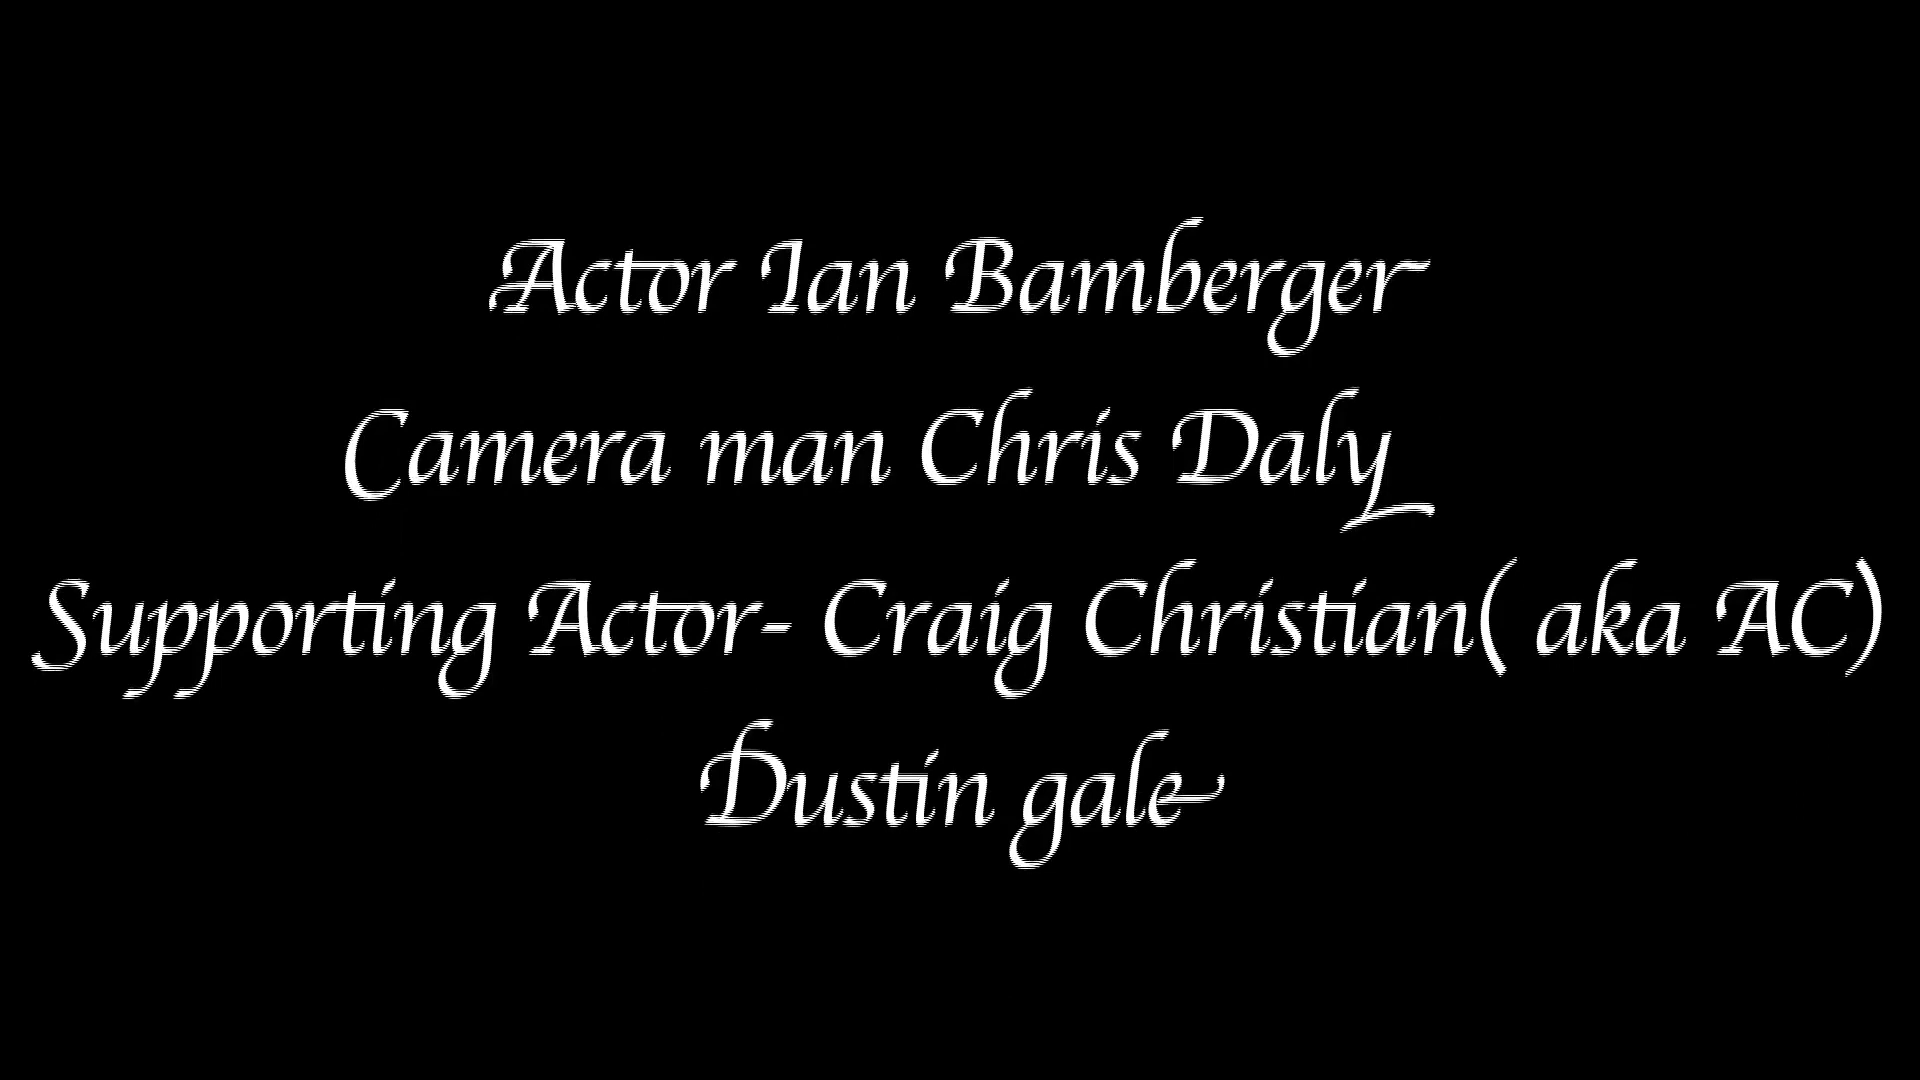 Actor Ian Bamberger
Camera man Chris Daly
Supporting Actor- Craig Christian( aka AC)
Dustin gale